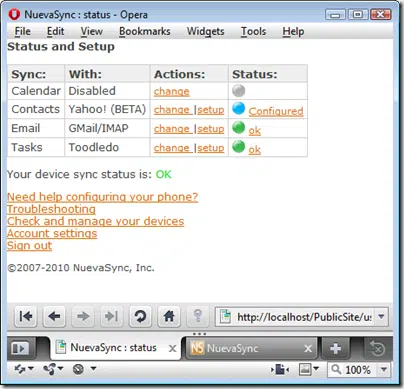 NuevaSync : status - Opera
File Edit View Bookmarks Widgets Tools Help
Status and Setup
Sync: With: Actions: Status:
Calendar Disabled change
Contacts Yahoo! (BETA) change |setup Configured
Email GMail/IMAP change |setup ok
Tasks Toodledo change |setup ok
Your device sync status is: OK
Need help configuring your phone?
Troubleshooting
Check and manage your devices
Account settings
Sign out
©2007-2010 NuevaSync, Inc.
http://localhost/PublicSite/us
NuevaSync : status NS NuevaSync
100%